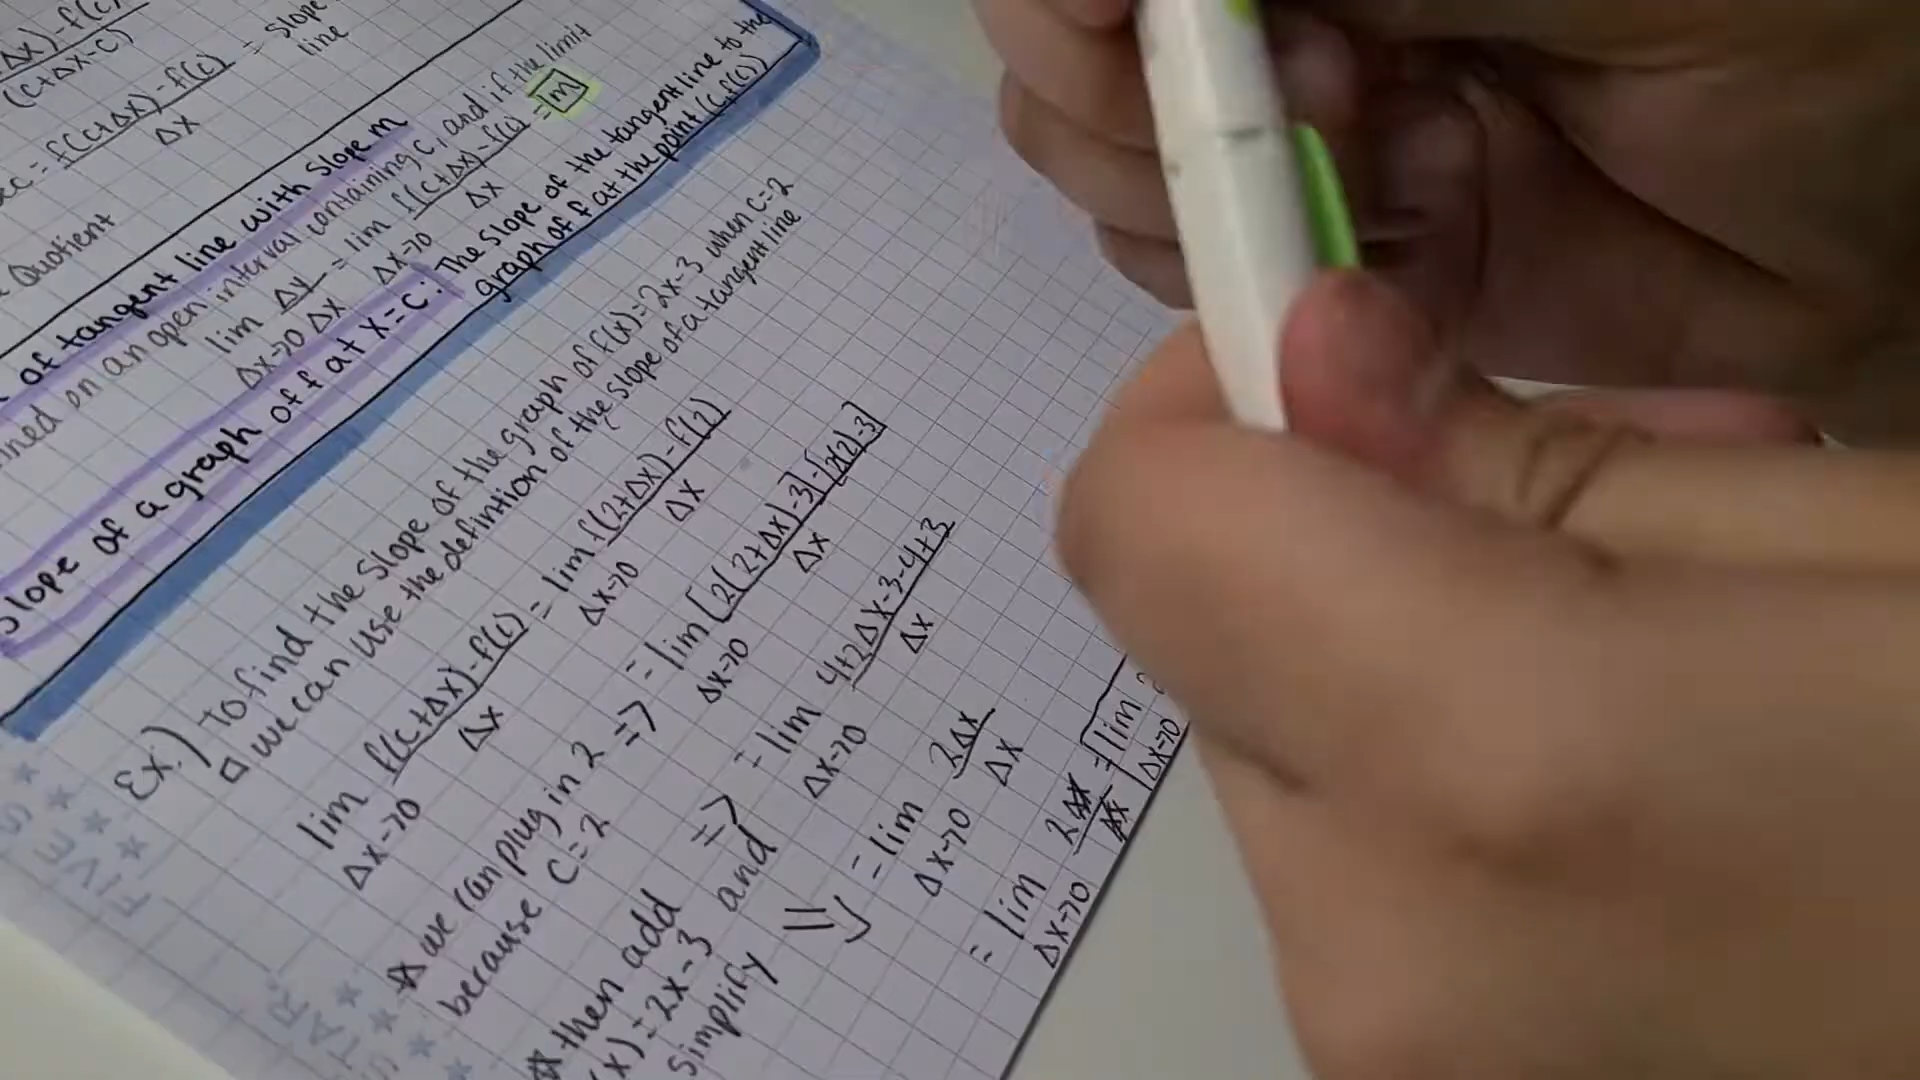 Δx)-f(c)
(c+Δx-c)
ec = f(c+Δx)-f(c) = slope
Δx
line
Quotient
of tangent line with slope m
ined on an open interval containing c, and if the limit
lim Δy = lim f(c+Δx)-f(c) = m
Δx→0 Δx Δx→0 Δx
Slope of a graph of f at x=c: The slope of the tangent line to the
graph of f at the point (c, f(c))
Ex.) To find the slope of the graph of f(x)=2x-3 when c=2
we can use the defintion of the slope of a tangent line
lim f(c+Δx)-f(c) = lim f(2+Δx)-f(2)
Δx→0 Δx Δx→0 Δx
we can plug in 2 => = lim [2(2+Δx)-3]-[2(2)-3]
because c=2 Δx→0 Δx
then add => = lim 4+2Δx-3-4+3
(x)=2x-3 and Δx→0 Δx
simplify = lim 2Δx
Δx→0 Δx
= lim 2Δx = lim
Δx→0 Δx Δx→0
FIVE S
STAR.